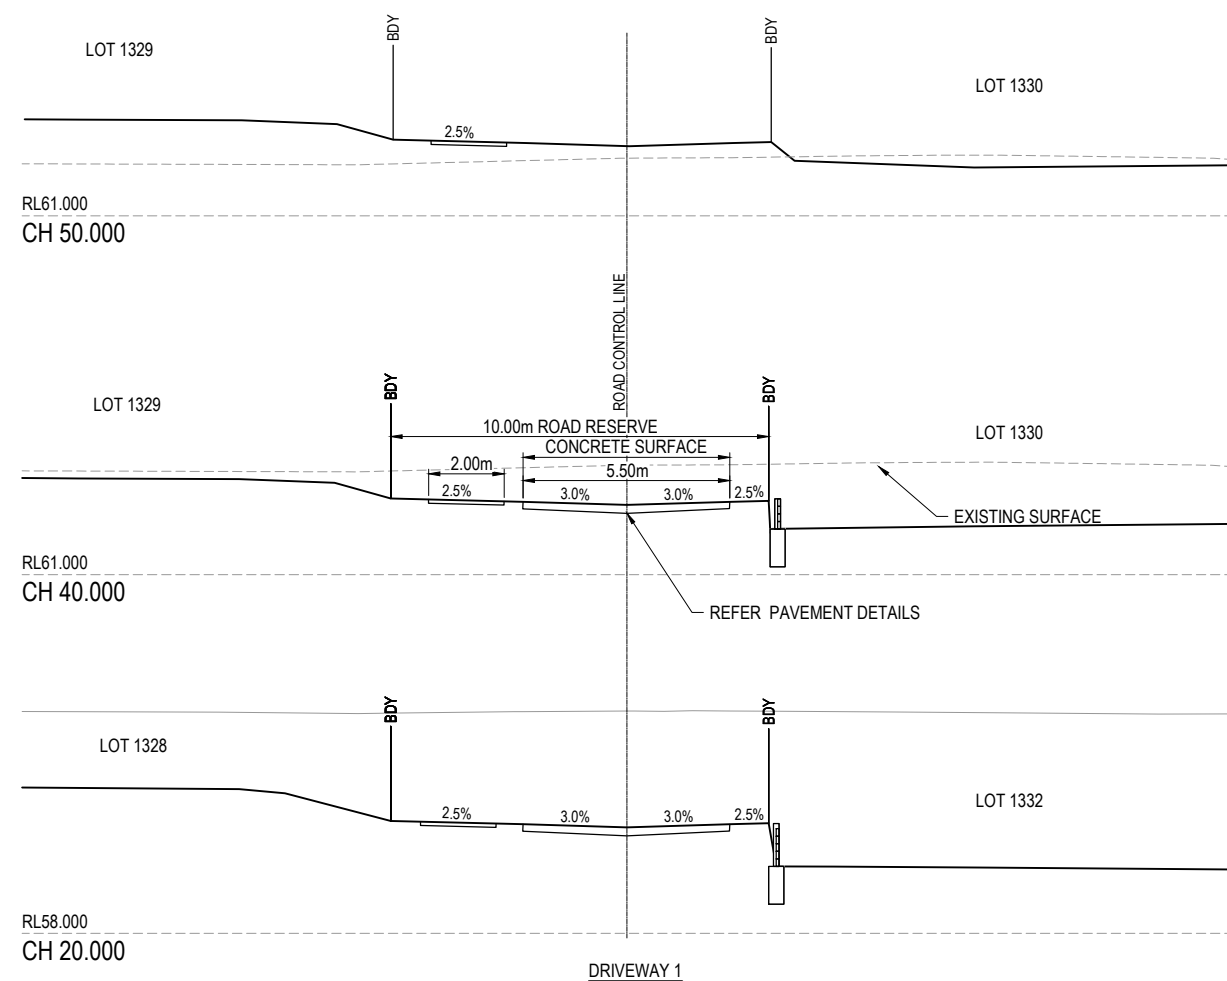 BDY
BDY
LOT 1329
LOT 1330
2.5%
RL61.000
CH 50.000
ROAD CONTROL LINE
BDY
BDY
LOT 1329
10.00m ROAD RESERVE
LOT 1330
CONCRETE SURFACE
2.00m
5.50m
2.5%
3.0%
3.0%
2.5%
EXISTING SURFACE
RL61.000
CH 40.000
REFER PAVEMENT DETAILS
BDY
BDY
LOT 1328
LOT 1332
2.5%
3.0%
3.0%
2.5%
RL58.000
CH 20.000
DRIVEWAY 1